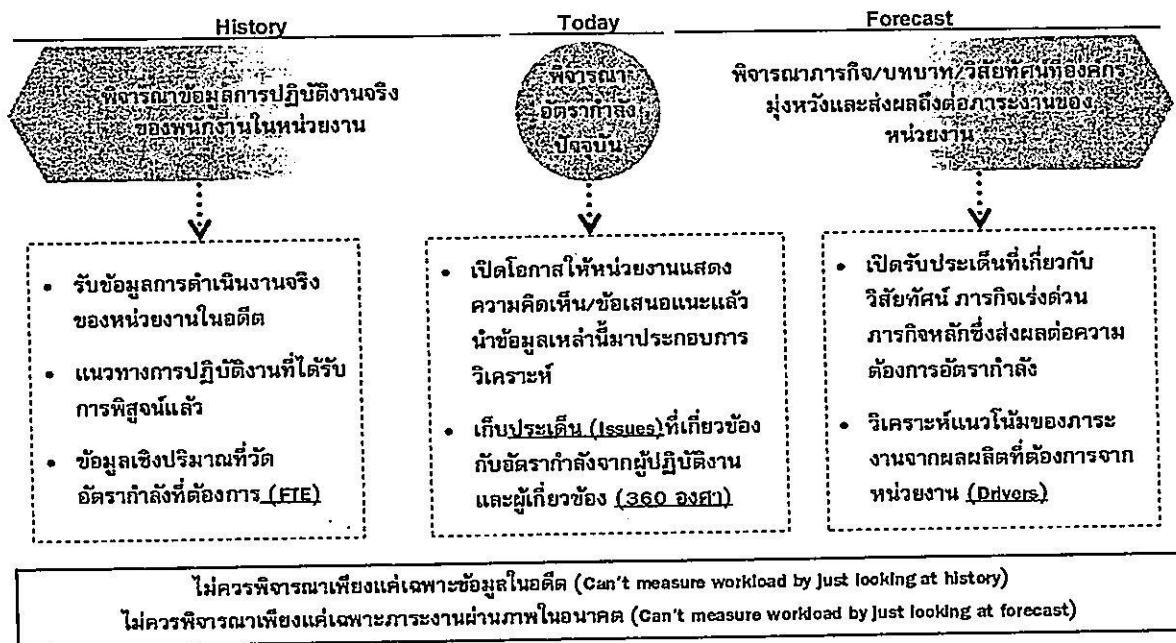 History
Today
Forecast
พิจารณาข้อมูลการปฏิบัติงานจริง
ของพนักงานในหน่วยงาน
พิจารณา
อัตรากำลัง
ปัจจุบัน
พิจารณาภารกิจ/บทบาท/วิสัยทัศน์ที่องค์กร
มุ่งหวังและส่งผลถึงต่อภาระงานของ
หน่วยงาน
• รับข้อมูลการดำเนินงานจริง
ของหน่วยงานในอดีต
• แนวทางการปฏิบัติงานที่ได้รับ
การพิสูจน์แล้ว
• ข้อมูลเชิงปริมาณที่วัด
อัตรากำลังที่ต้องการ (FTE)
• เปิดโอกาสให้หน่วยงานแสดง
ความคิดเห็น/ข้อเสนอแนะแล้ว
นำข้อมูลเหล่านี้มาประกอบการ
วิเคราะห์
• เก็บประเด็น (Issues)ที่เกี่ยวข้อง
กับอัตรากำลังจากผู้ปฏิบัติงาน
และผู้เกี่ยวข้อง (360 องศา)
• เปิดรับประเด็นที่เกี่ยวกับ
วิสัยทัศน์ ภารกิจเร่งด่วน
ภารกิจหลักซึ่งส่งผลต่อความ
ต้องการอัตรากำลัง
• วิเคราะห์แนวโน้มของภาระ
งานจากผลผลิตที่ต้องการจาก
หน่วยงาน (Drivers)
ไม่ควรพิจารณาเพียงแค่เฉพาะข้อมูลในอดีต (Can't measure workload by just looking at history)
ไม่ควรพิจารณาเพียงแค่เฉพาะภาระงานผ่านภาพในอนาคต (Can't measure workload by just looking at forecast)